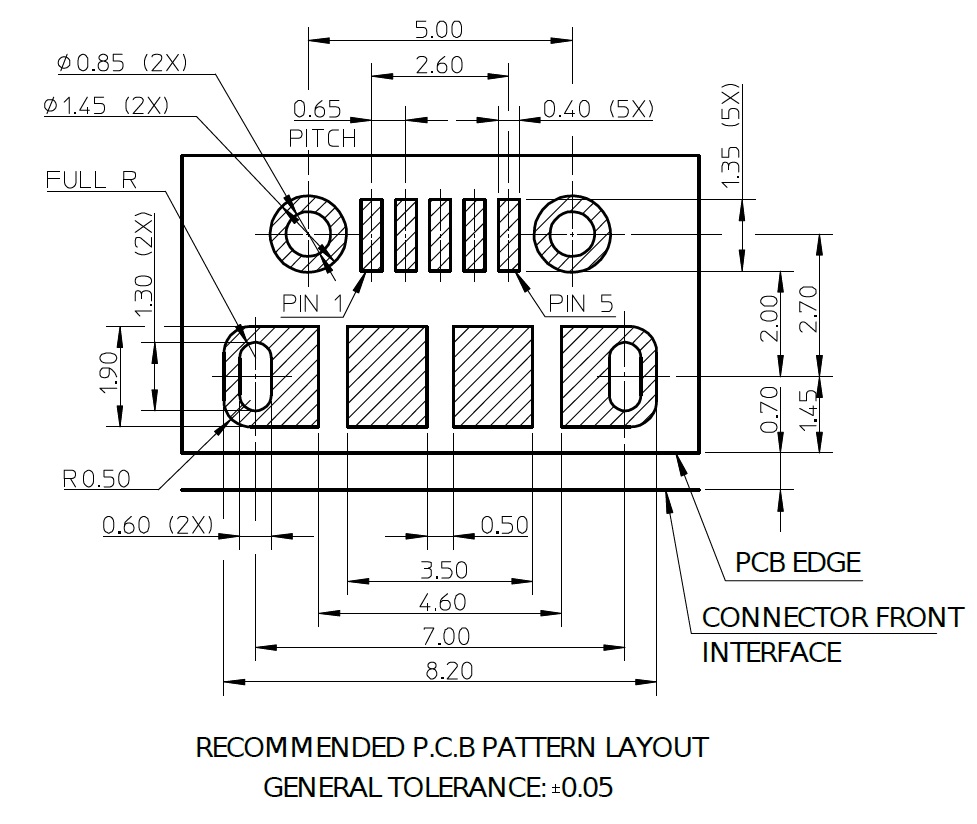 5.00
Ø0.85 (2X)
2.60
Ø1.45 (2X)
0.65
PITCH
0.40 (5X)
1.35 (5X)
FULL R
1.30 (2X)
PIN 1
PIN 5
2.00
2.70
1.90
0.70
1.45
R0.50
0.60 (2X)
0.50
PCB EDGE
3.50
4.60
CONNECTOR FRONT
INTERFACE
7.00
8.20
RECOMMENDED P.C.B PATTERN LAYOUT
GENERAL TOLERANCE: ±0.05